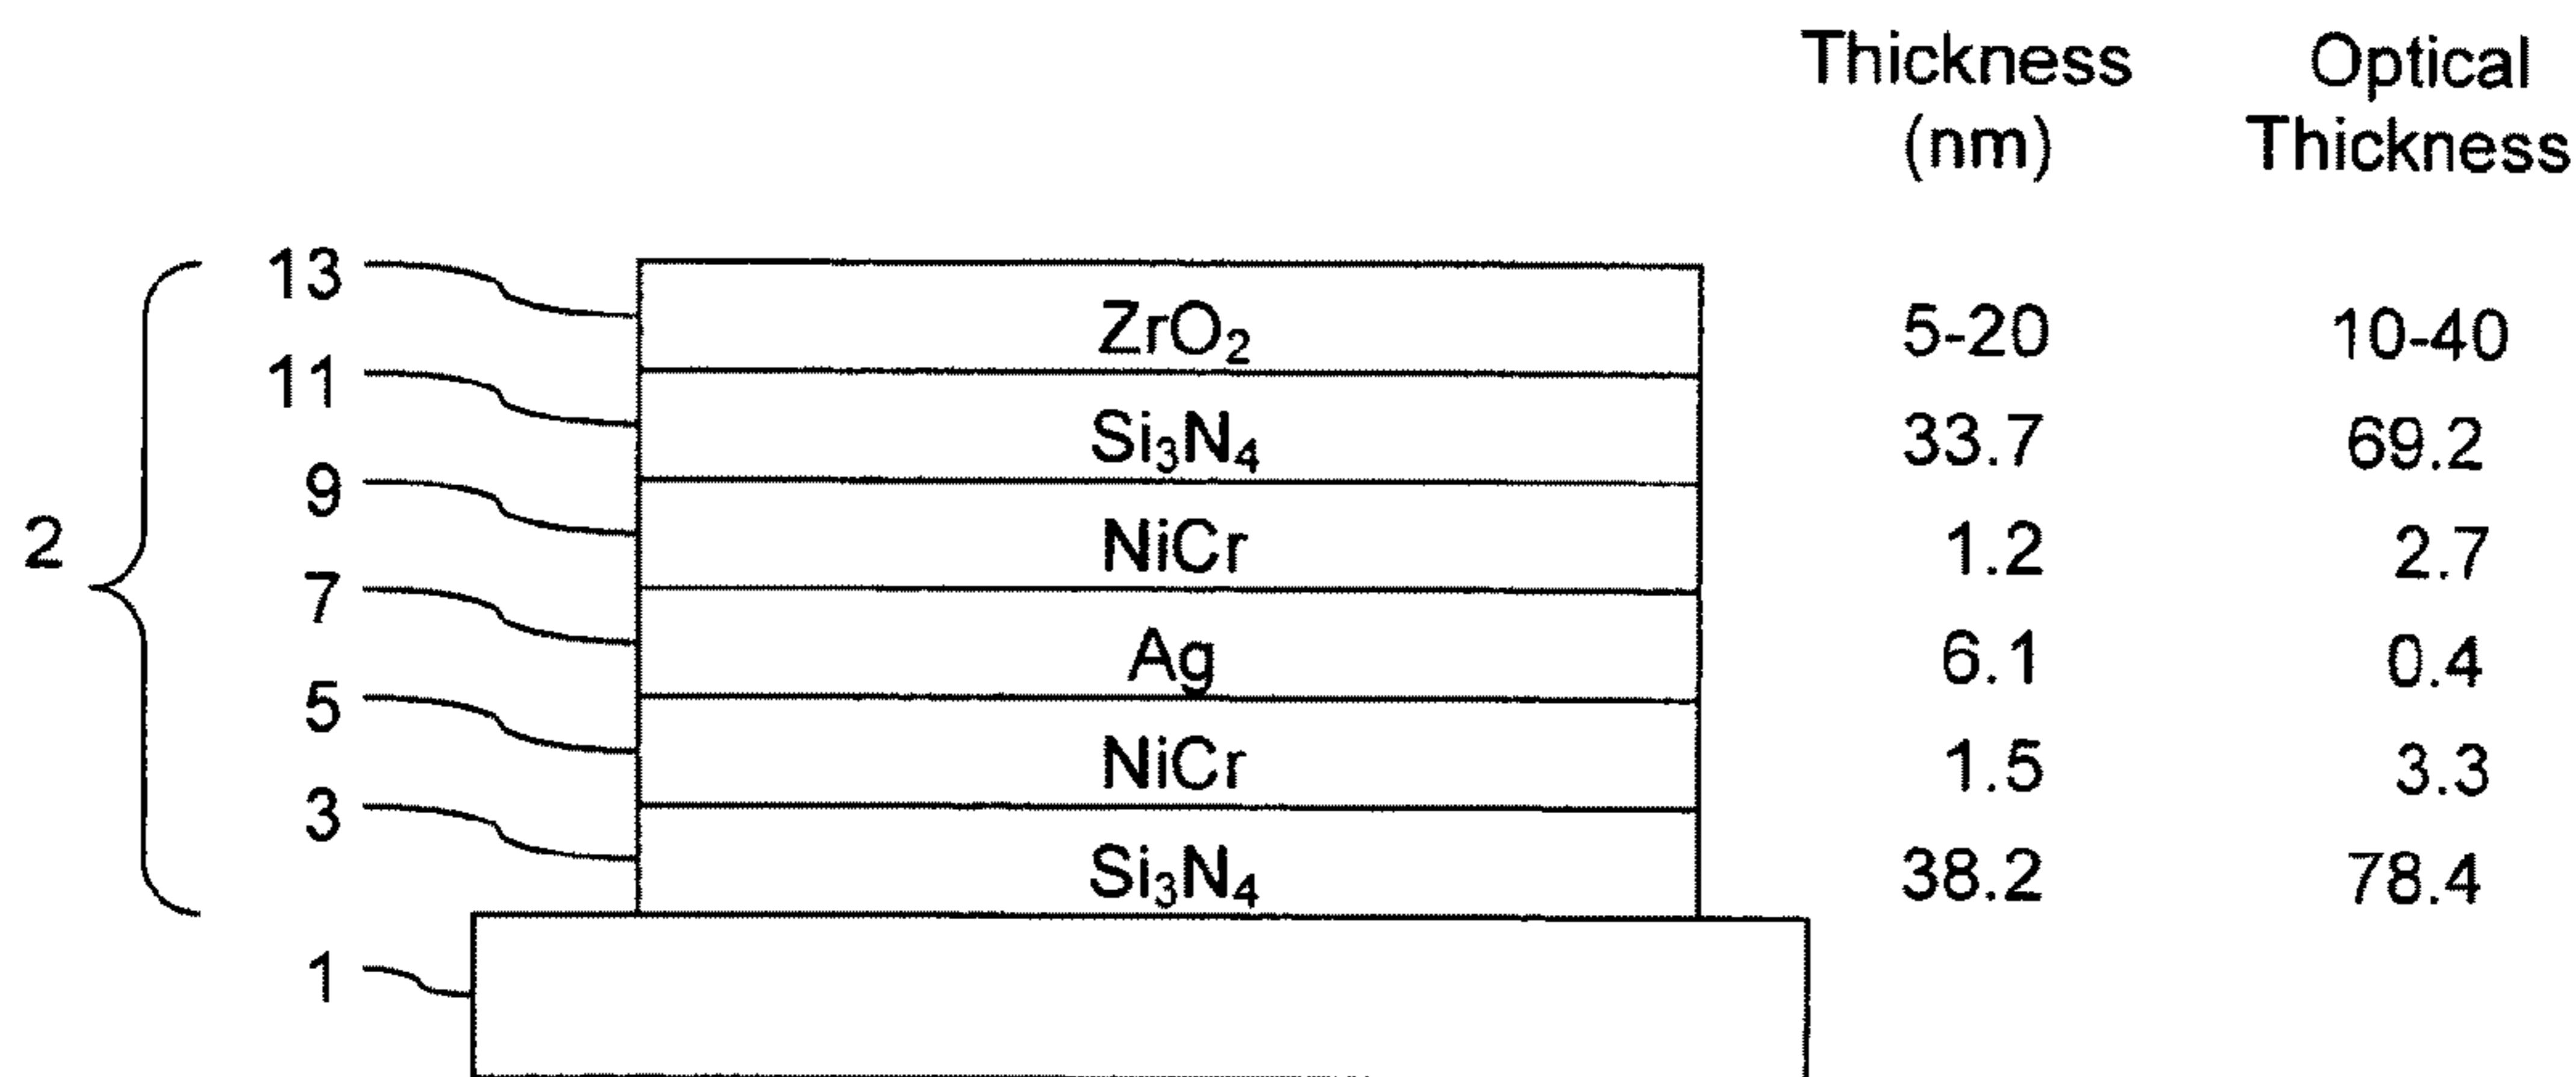 Thickness Optical
(nm) Thickness
13 ZrO₂ 5-20 10-40
11 Si₃N₄ 33.7 69.2
9 NiCr 1.2 2.7
2
7 Ag 6.1 0.4
5 NiCr 1.5 3.3
3 Si₃N₄ 38.2 78.4
1